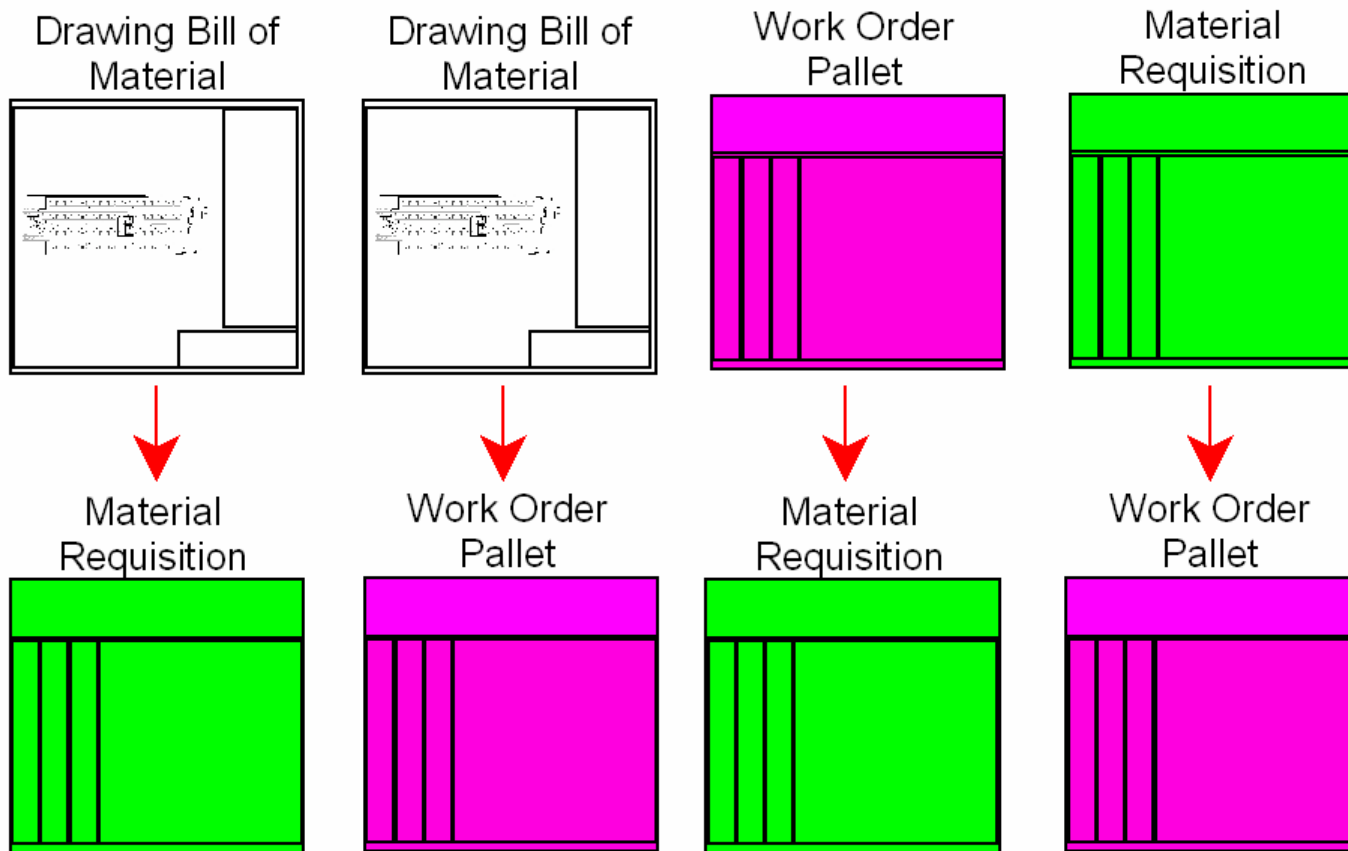 Drawing Bill of
Material
Drawing Bill of
Material
Work Order
Pallet
Material
Requisition
Material
Requisition
Work Order
Pallet
Material
Requisition
Work Order
Pallet